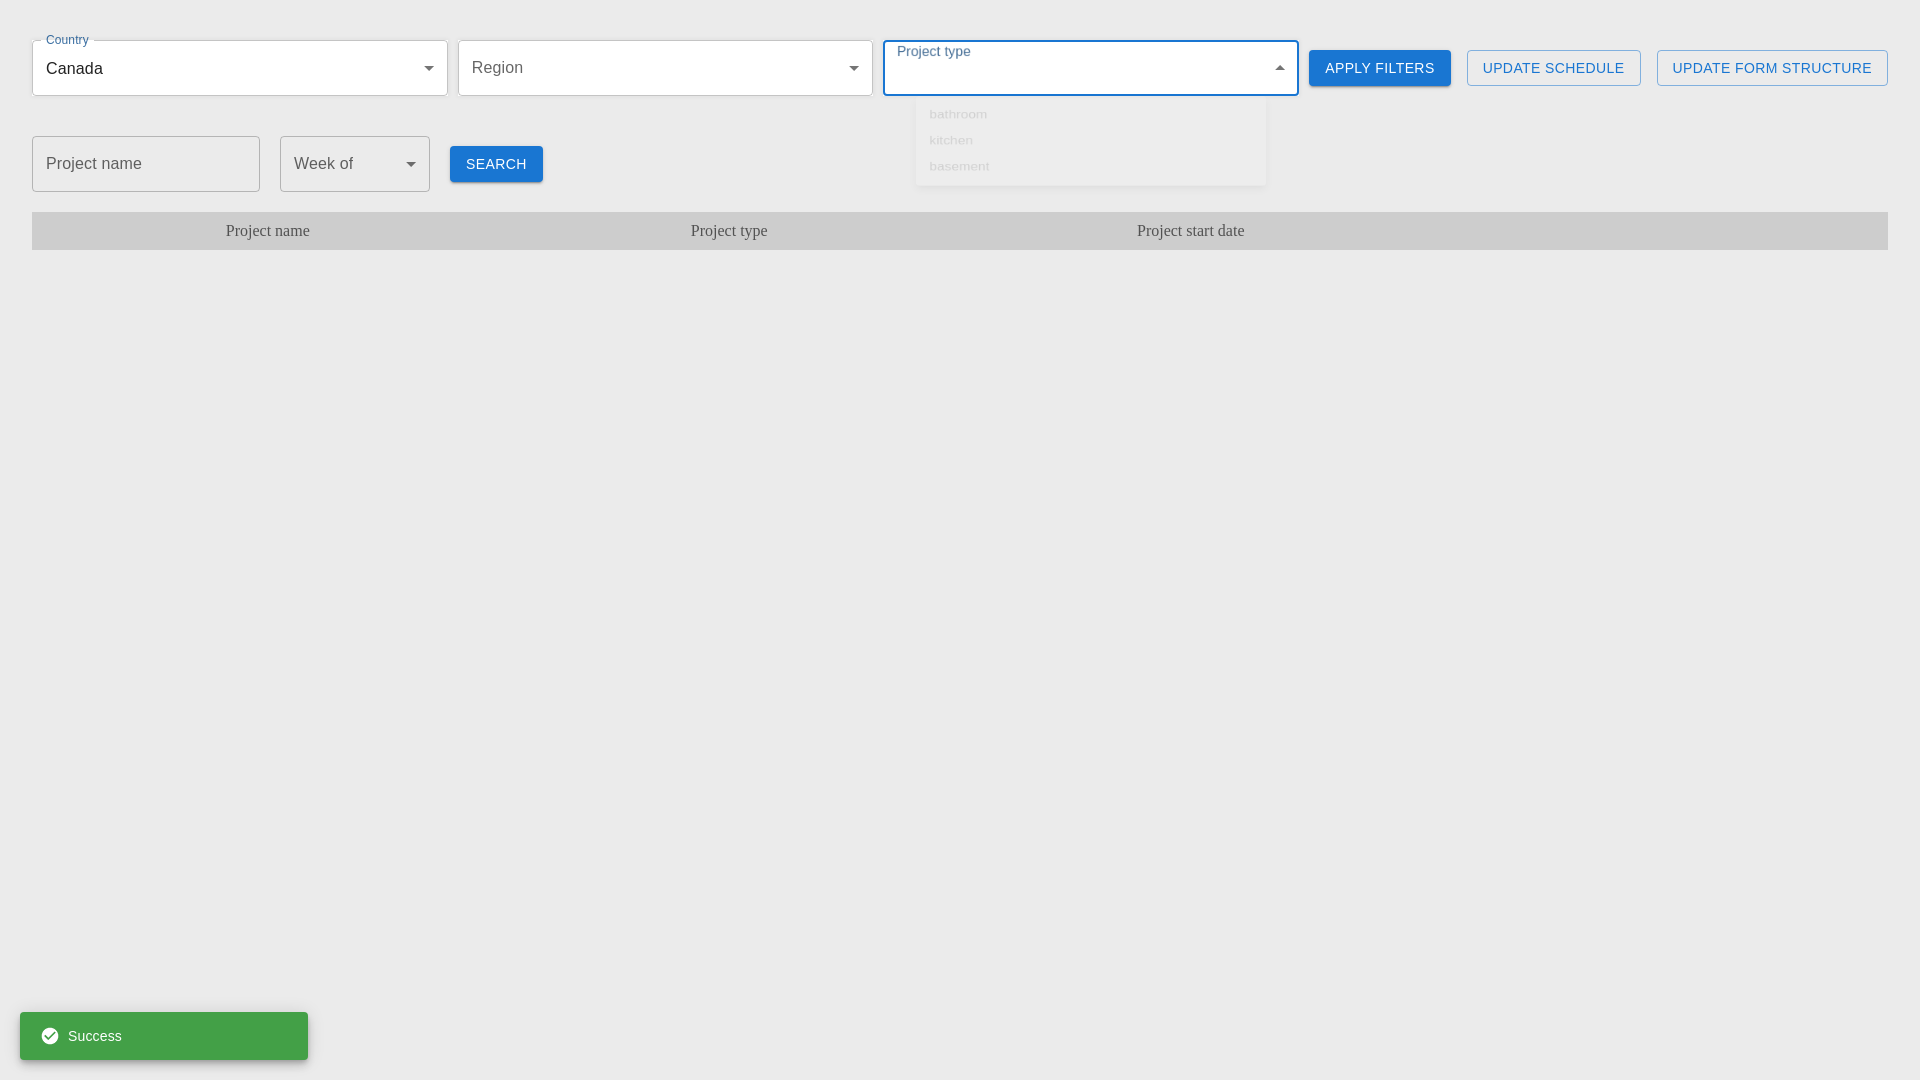 Country
Canada
Region
Project type
APPLY FILTERS
UPDATE SCHEDULE
UPDATE FORM STRUCTURE
bathroom
kitchen
basement
Project name
Week of
SEARCH
Project name Project type Project start date
Success